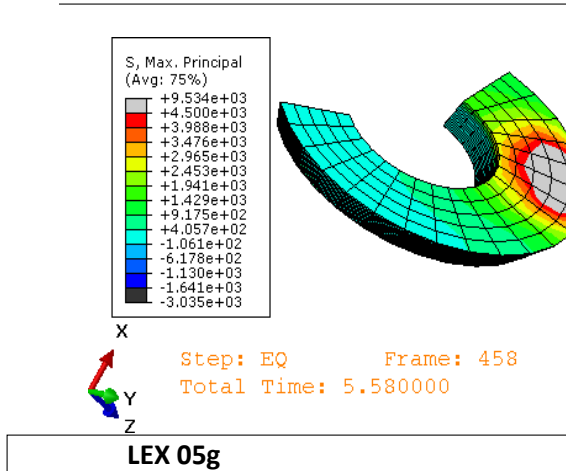 S, Max. Principal
(Avg: 75%)
+9.534e+03
+4.500e+03
+3.988e+03
+3.476e+03
+2.965e+03
+2.453e+03
+1.941e+03
+1.429e+03
+9.175e+02
+4.057e+02
-1.061e+02
-6.178e+02
-1.130e+03
-1.641e+03
-3.035e+03
X
Y
Z
Step: EQ Frame: 458
Total Time: 5.580000
LEX 05g